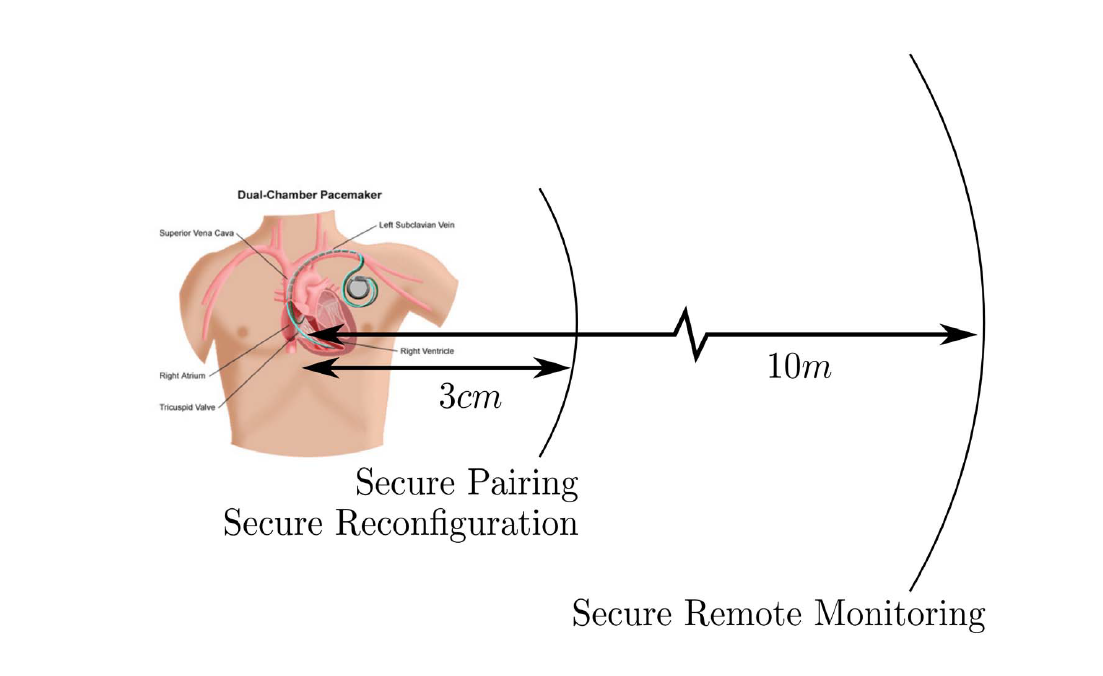 Dual-Chamber Pacemaker
Superior Vena Cava
Left Subclavian Vein
Right Ventricle
Right Atrium
Tricuspid Valve
10m
3cm
Secure Pairing
Secure Reconfiguration
Secure Remote Monitoring